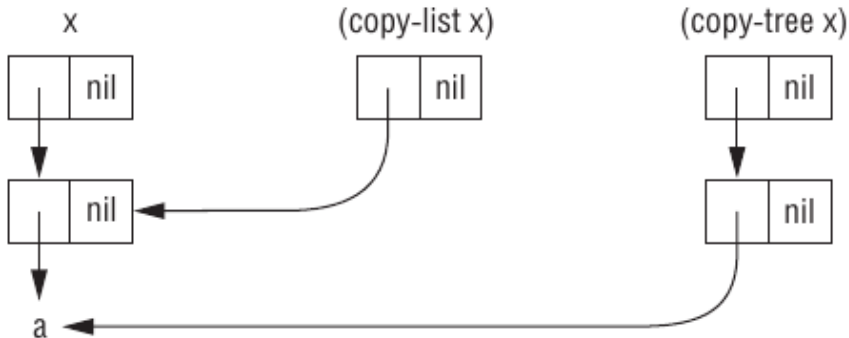 x (copy-list x) (copy-tree x)
nil nil nil
nil nil
a